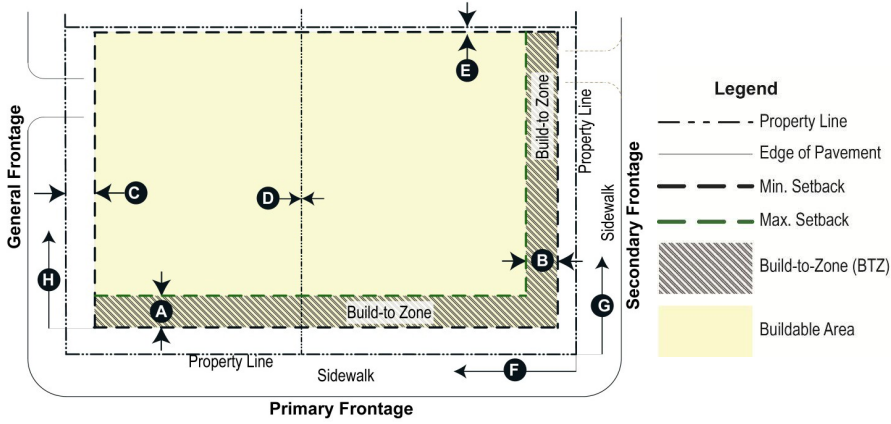 E
Build-to Zone
Property Line
General Frontage
C
D
Sidewalk
Secondary Frontage
H
B
A
Build-to Zone
G
Property Line
Sidewalk
F
Primary Frontage
Legend
Property Line
Edge of Pavement
Min. Setback
Max. Setback
Build-to-Zone (BTZ)
Buildable Area